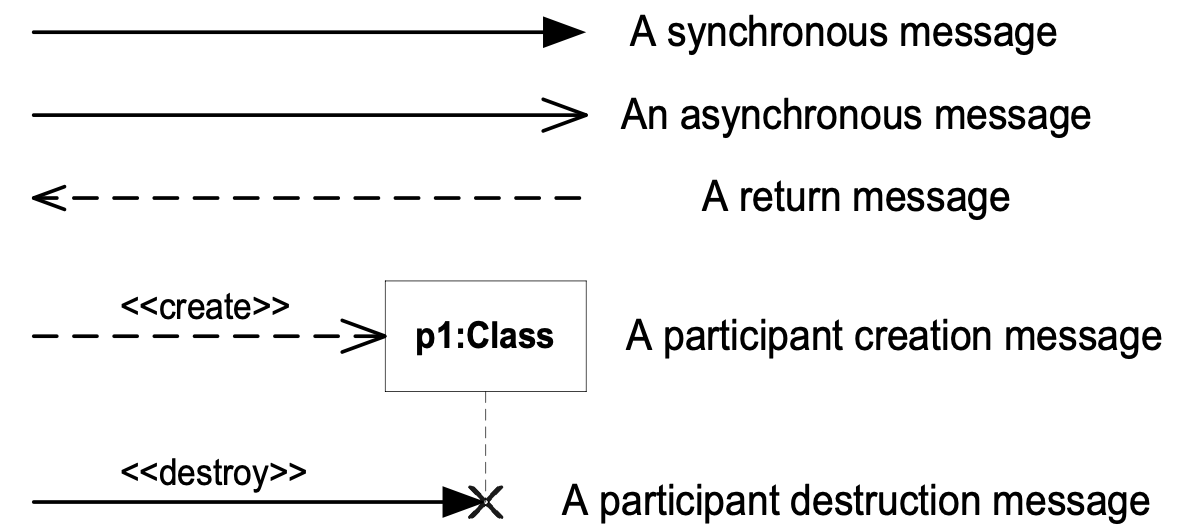 A synchronous message
An asynchronous message
A return message
<<create>>
p1:Class
A participant creation message
<<destroy>>
A participant destruction message